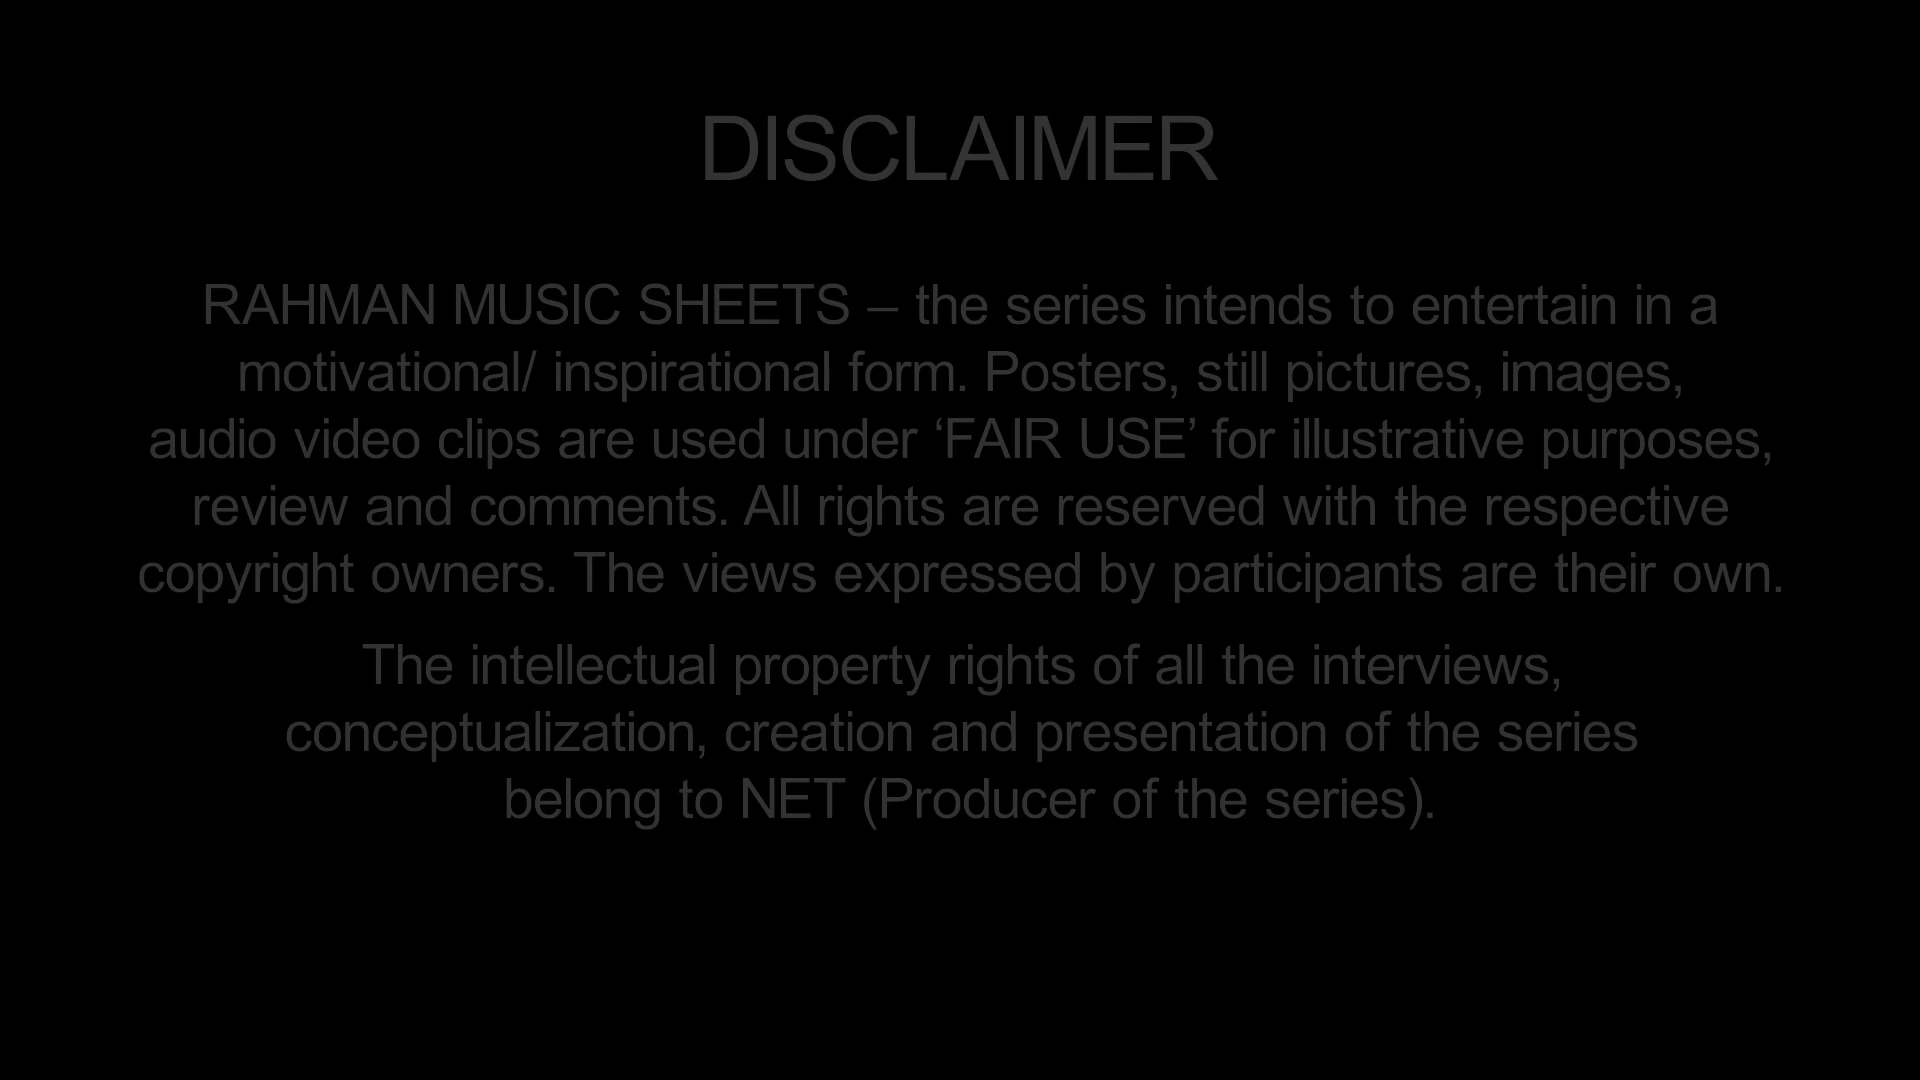 DISCLAIMER
RAHMAN MUSIC SHEETS – the series intends to entertain in a
motivational/ inspirational form. Posters, still pictures, images,
audio video clips are used under ‘FAIR USE’ for illustrative purposes,
review and comments. All rights are reserved with the respective
copyright owners. The views expressed by participants are their own.
The intellectual property rights of all the interviews,
conceptualization, creation and presentation of the series
belong to NET (Producer of the series).